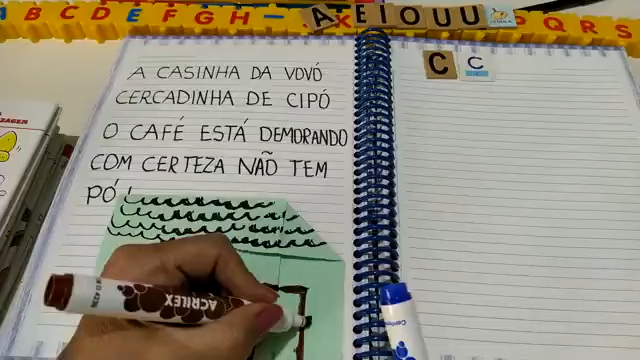 A B C D E F G H
A E I O U U
Q R S
A CASINHA DA VOVÓ
CERCADINHA DE CIPÓ
O CAFÉ ESTÁ DEMORANDO
COM CERTEZA NÃO TEM
PÓ!
C C
ACRILEX